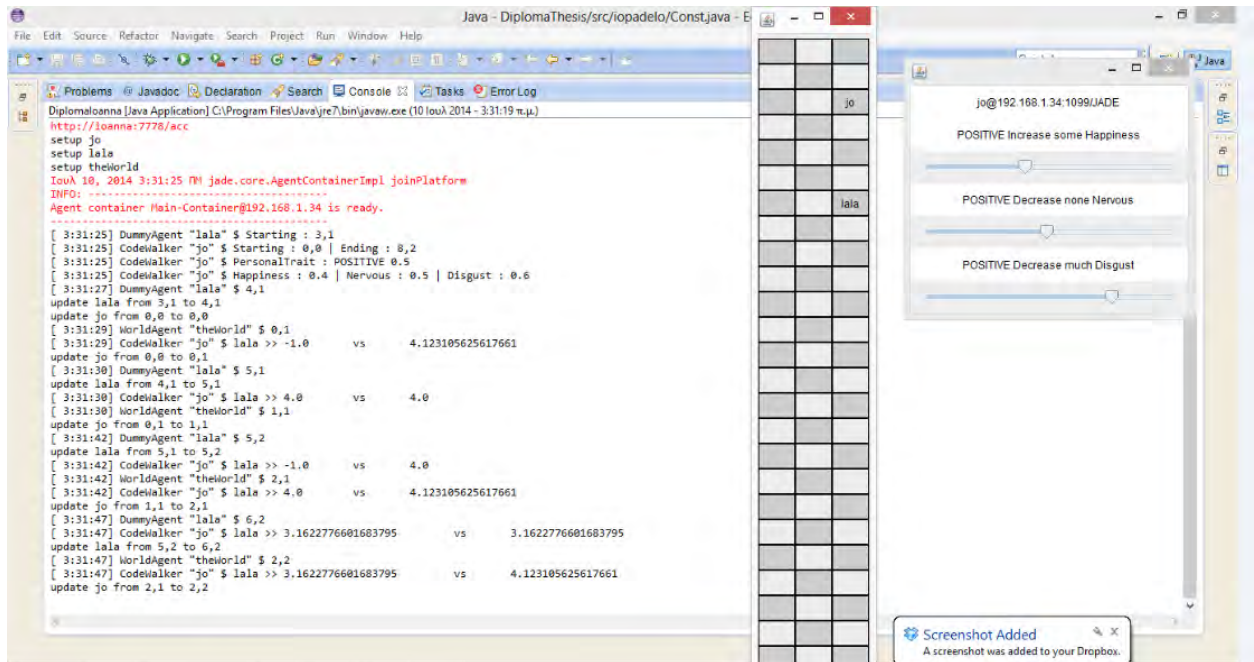 Java - DiplomaThesis/src/iopadelo/Const.java - E
File Edit Source Refactor Navigate Search Project Run Window Help
Java
Problems @ Javadoc Declaration Search Console Tasks Error Log
DiplomaIoanna [Java Application] C:\Program Files\Java\jre7\bin\javaw.exe (10 Ιουλ 2014 - 3:31:19 π.μ.)
http://ioanna:7778/acc
setup jo
setup lala
setup theWorld
Ιουλ 10, 2014 3:31:25 ΠΜ jade.core.AgentContainerImpl joinPlatform
INFO: ----------------------------------------
Agent container Main-Container@192.168.1.34 is ready.
----------------------------------------
[ 3:31:25] DummyAgent "lala" $ Starting : 3,1
[ 3:31:25] CodeWalker "jo" $ Starting : 0,0 | Ending : 8,2
[ 3:31:25] CodeWalker "jo" $ PersonalTrait : POSITIVE 0.5
[ 3:31:25] CodeWalker "jo" $ Happiness : 0.4 | Nervous : 0.5 | Disgust : 0.6
[ 3:31:27] DummyAgent "lala" $ 4,1
update lala from 3,1 to 4,1
update jo from 0,0 to 0,0
[ 3:31:29] WorldAgent "theWorld" $ 0,1
[ 3:31:29] CodeWalker "jo" $ lala >> -1.0 vs 4.123105625617661
update jo from 0,0 to 0,1
[ 3:31:30] DummyAgent "lala" $ 5,1
update lala from 4,1 to 5,1
[ 3:31:30] CodeWalker "jo" $ lala >> 4.0 vs 4.0
[ 3:31:30] WorldAgent "theWorld" $ 1,1
update jo from 0,1 to 1,1
[ 3:31:42] DummyAgent "lala" $ 5,2
update lala from 5,1 to 5,2
[ 3:31:42] CodeWalker "jo" $ lala >> -1.0 vs 4.0
[ 3:31:42] WorldAgent "theWorld" $ 2,1
[ 3:31:42] CodeWalker "jo" $ lala >> 4.0 vs 4.123105625617661
update jo from 1,1 to 2,1
[ 3:31:47] DummyAgent "lala" $ 6,2
[ 3:31:47] CodeWalker "jo" $ lala >> 3.1622776601683795 vs 3.1622776601683795
update lala from 5,2 to 6,2
[ 3:31:47] WorldAgent "theWorld" $ 2,2
[ 3:31:47] CodeWalker "jo" $ lala >> 3.1622776601683795 vs 4.123105625617661
update jo from 2,1 to 2,2
jo
lala
jo@192.168.1.34:1099/JADE
POSITIVE Increase some Happiness
POSITIVE Decrease none Nervous
POSITIVE Decrease much Disgust
Screenshot Added
A screenshot was added to your Dropbox.